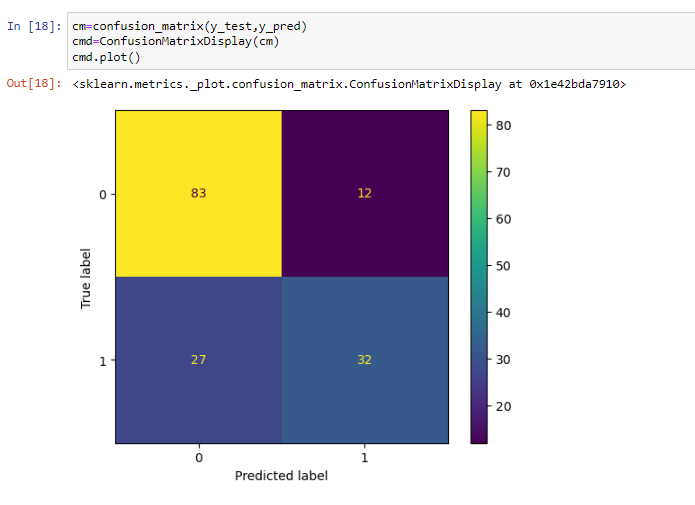 In [18]: cm=confusion_matrix(y_test,y_pred)
cmd=ConfusionMatrixDisplay(cm)
cmd.plot()
Out[18]: <sklearn.metrics._plot.confusion_matrix.ConfusionMatrixDisplay at 0x1e42bda7910>
80
70
60
50
40
30
20
True label
0
83 12
1
27 32
0 1
Predicted label